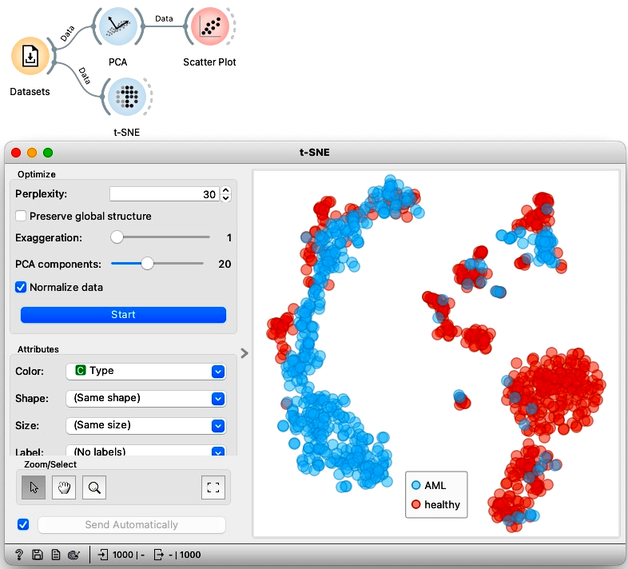 Data
Data
Data
Datasets
PCA
Scatter Plot
t-SNE
t-SNE
Optimize
Perplexity: 30
Preserve global structure
Exaggeration: 1
PCA components: 20
Normalize data
Start
Attributes
Color: C Type
Shape: (Same shape)
Size: (Same size)
Label: (No labels)
Zoom/Select
Send Automatically
AML
healthy
? 1000 | - - | 1000